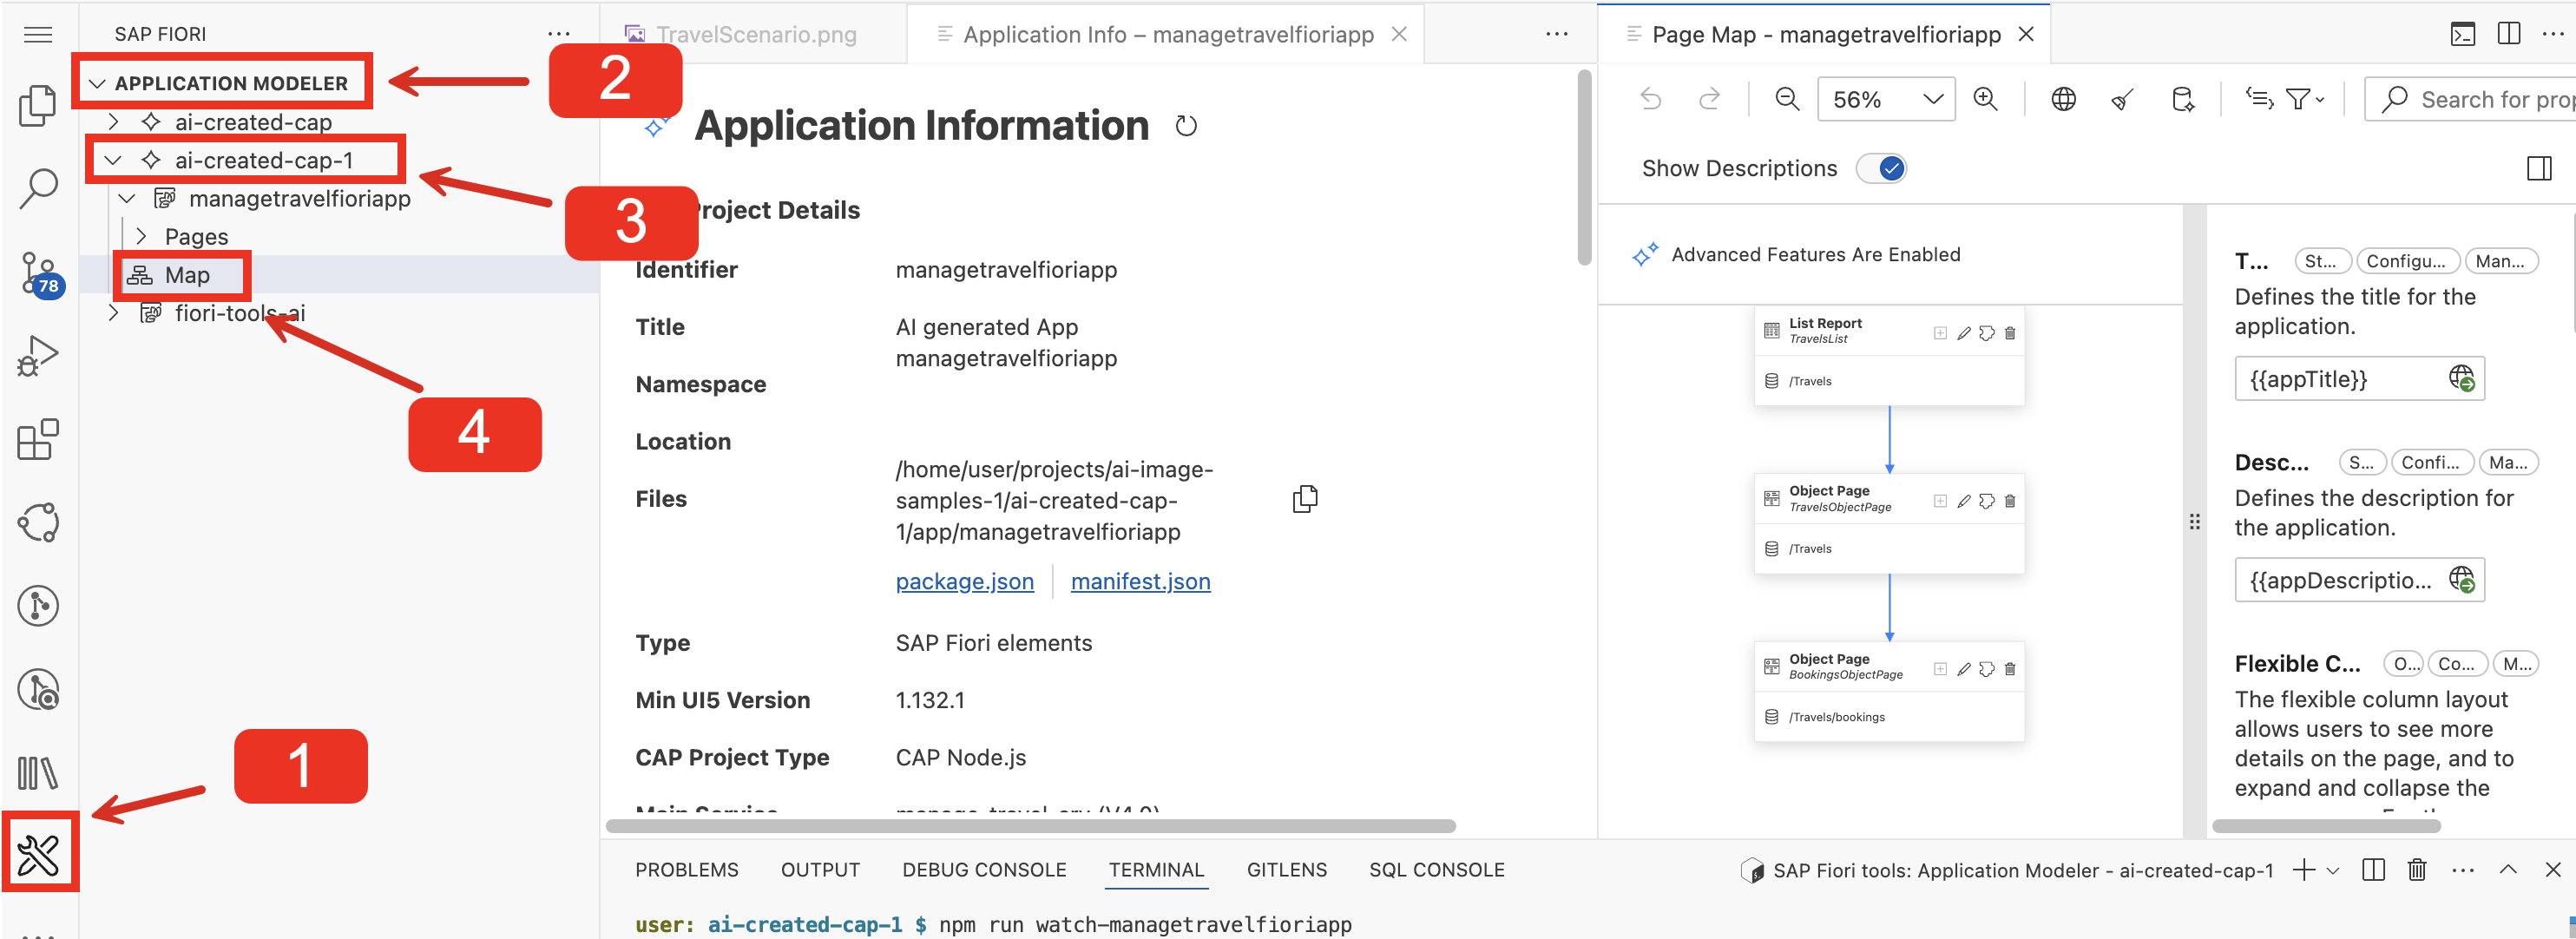 SAP FIORI
APPLICATION MODELER
ai-created-cap
ai-created-cap-1
managetravelfioriapp
Pages
Map
fiori-tools-ai
78
1
2
3
4
TravelScenario.png
Application Info – managetravelfioriapp
Application Information
Project Details
Identifier managetravelfioriapp
Title AI generated App
managetravelfioriapp
Namespace
Location
/home/user/projects/ai-image-
Files samples-1/ai-created-cap-
1/app/managetravelfioriapp
package.json manifest.json
Type SAP Fiori elements
Min UI5 Version 1.132.1
CAP Project Type CAP Node.js
Main Service
Page Map - managetravelfioriapp
56%
Search for prop
Show Descriptions
Advanced Features Are Enabled
List Report
TravelsList
/Travels
Object Page
TravelsObjectPage
/Travels
Object Page
BookingsObjectPage
/Travels/bookings
T... St... Configu... Man...
Defines the title for the
application.
{{appTitle}}
Desc... S... Confi... Ma...
Defines the description for
the application.
{{appDescriptio...
Flexible C... O... Co... M...
The flexible column layout
allows users to see more
details on the page, and to
expand and collapse the
PROBLEMS OUTPUT DEBUG CONSOLE TERMINAL GITLENS SQL CONSOLE
SAP Fiori tools: Application Modeler - ai-created-cap-1
user: ai-created-cap-1 $ npm run watch-managetravelfioriapp